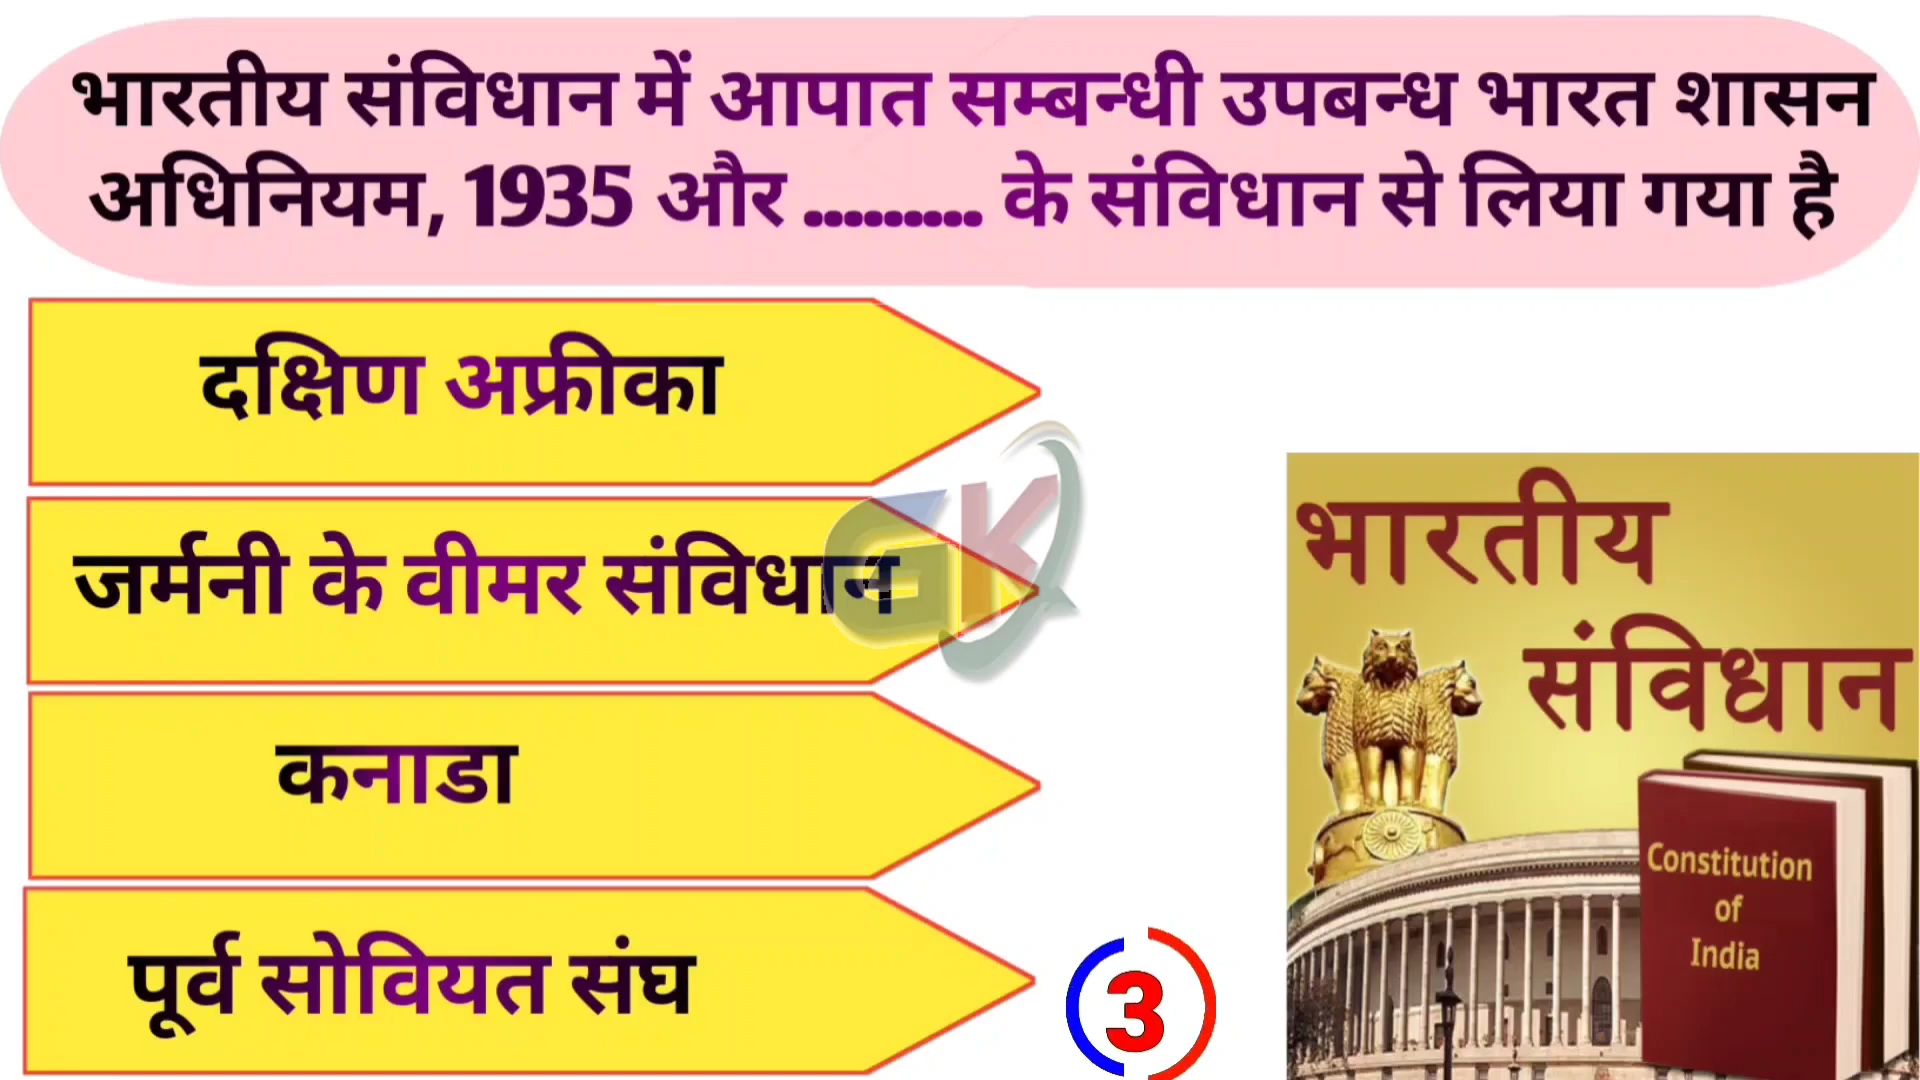 भारतीय संविधान में आपात सम्बन्धी उपबन्ध भारत शासन
अधिनियम, 1935 और ......... के संविधान से लिया गया है
दक्षिण अफ्रीका
जर्मनी के वीमर संविधान
कनाडा
पूर्व सोवियत संघ
GK
3
भारतीय
संविधान
Constitution
of
India